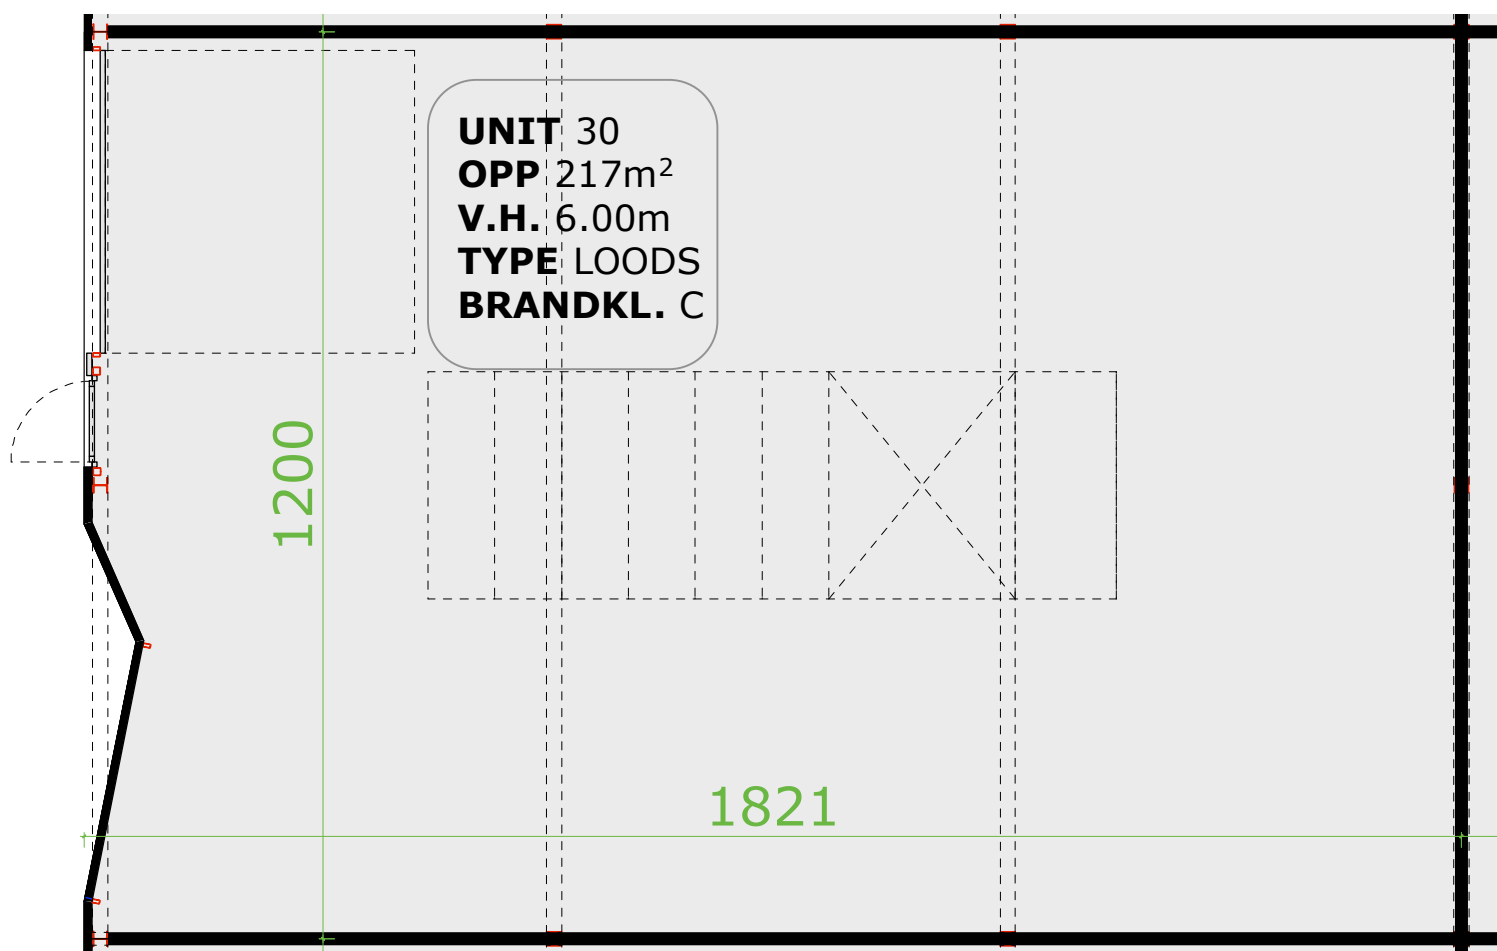 UNIT 30
OPP 217m²
V.H. 6.00m
TYPE LOODS
BRANDKL. C
1200
1821